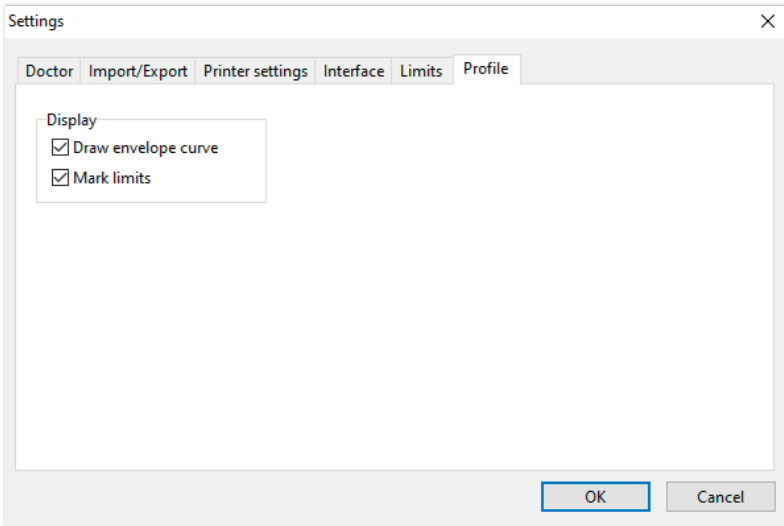 Settings
Doctor Import/Export Printer settings Interface Limits Profile
Display
Draw envelope curve
Mark limits
OK Cancel